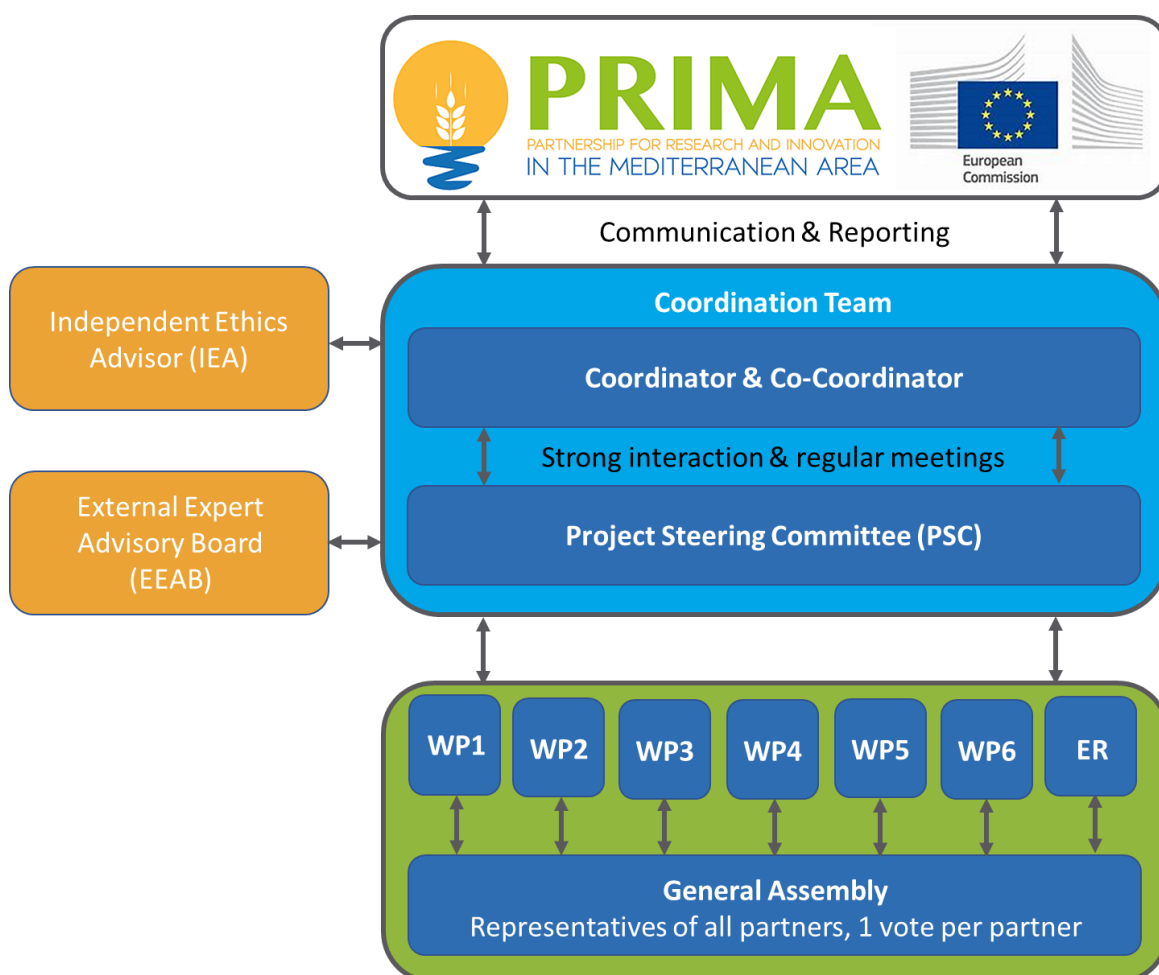 PRIMA
PARTNERSHIP FOR RESEARCH AND INNOVATION
IN THE MEDITERRANEAN AREA
European
Commission
Communication & Reporting
Independent Ethics
Advisor (IEA)
External Expert
Advisory Board
(EEAB)
Coordination Team
Coordinator & Co-Coordinator
Strong interaction & regular meetings
Project Steering Committee (PSC)
WP1 WP2 WP3 WP4 WP5 WP6 ER
General Assembly
Representatives of all partners, 1 vote per partner